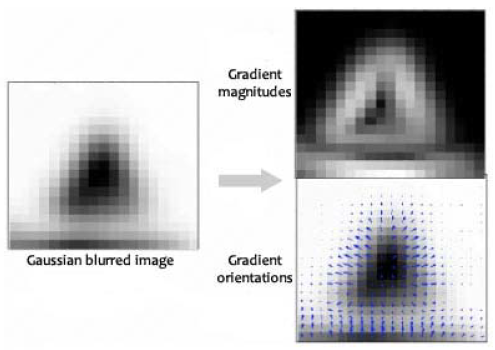 Gradient
magnitudes
Gaussian blurred image
Gradient
orientations